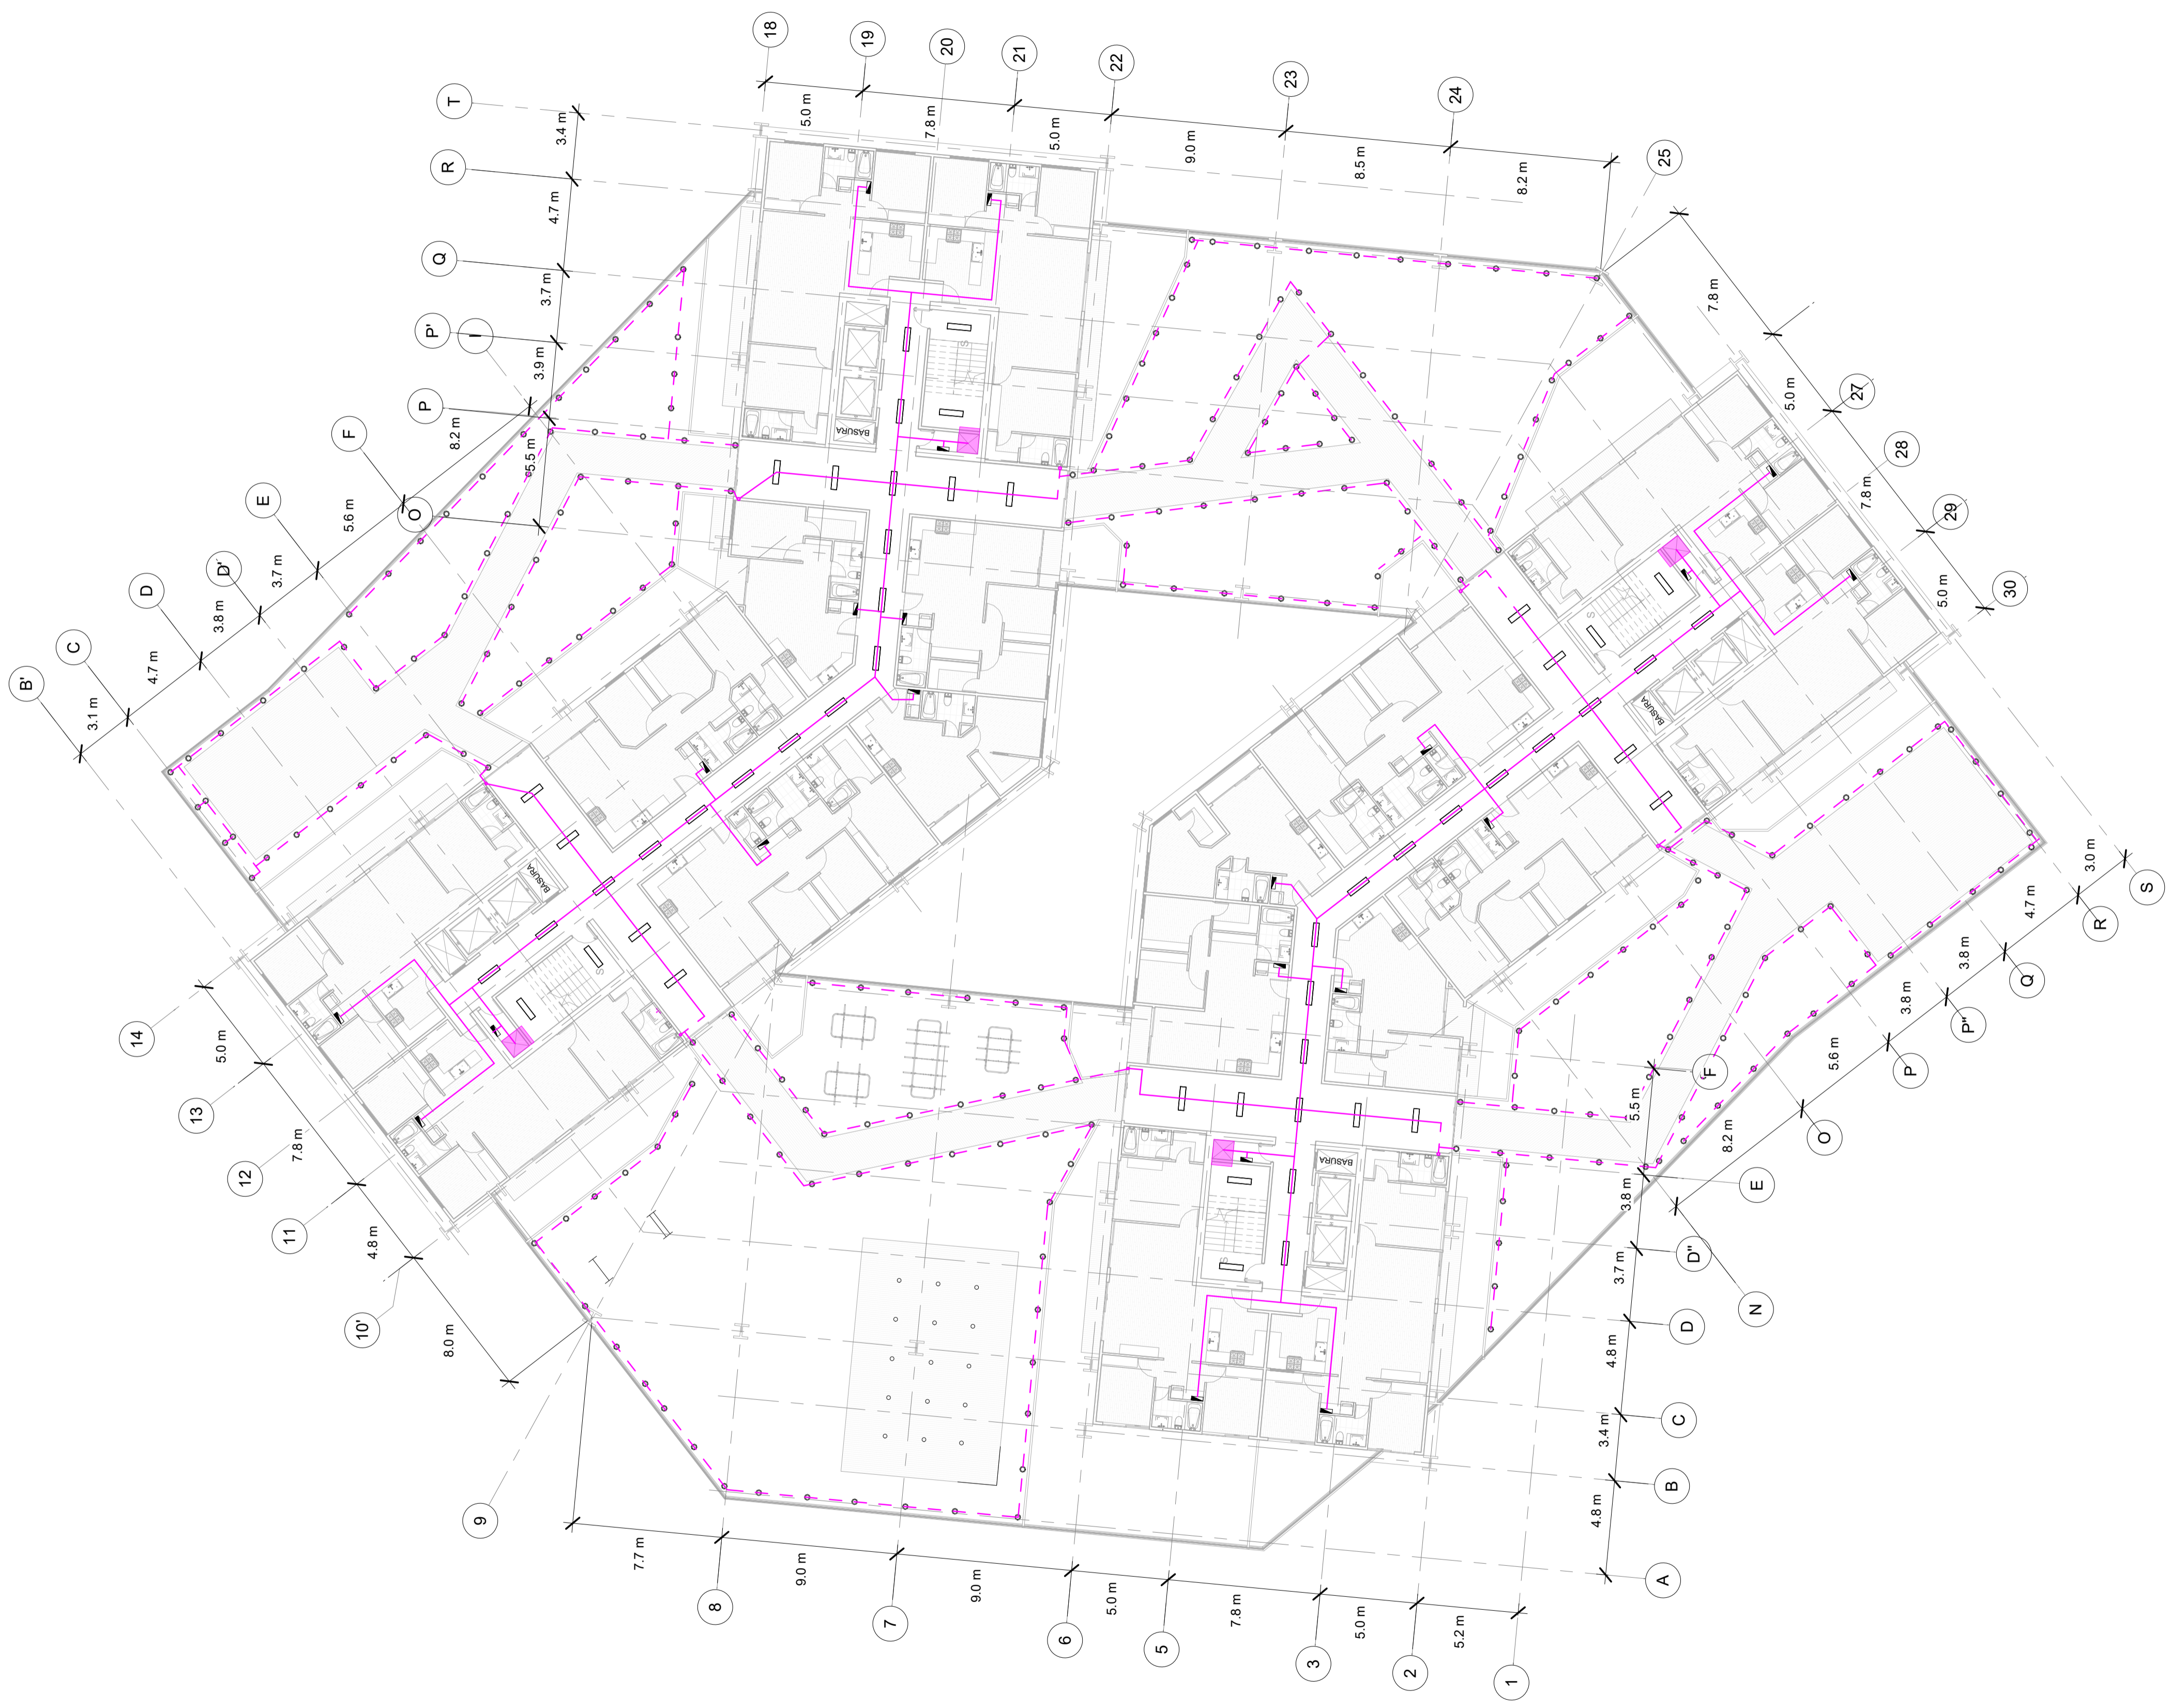 18
19
20
21
22
23
24
25
5.0 m
7.8 m
5.0 m
9.0 m
8.5 m
8.2 m
T
R
Q
P'
I
P
O
3.4 m
4.7 m
3.7 m
3.9 m
5.5 m
F
E
D'
D
C
B'
8.2 m
5.6 m
3.7 m
3.8 m
4.7 m
3.1 m
7.8 m
5.0 m
7.8 m
5.0 m
27
28
29
30
BASURA
S
BASURA
S
BASURA
S
BASURA
S
14
13
12
11
10'
9
5.0 m
7.8 m
4.8 m
8.0 m
8
7
6
5
3
2
1
7.7 m
9.0 m
9.0 m
5.0 m
7.8 m
5.0 m
5.2 m
F
E
D"
D
C
B
A
5.5 m
3.8 m
3.7 m
4.8 m
3.4 m
4.8 m
S
R
Q
P"
P'
O
N
3.0 m
4.7 m
3.8 m
3.8 m
5.6 m
8.2 m